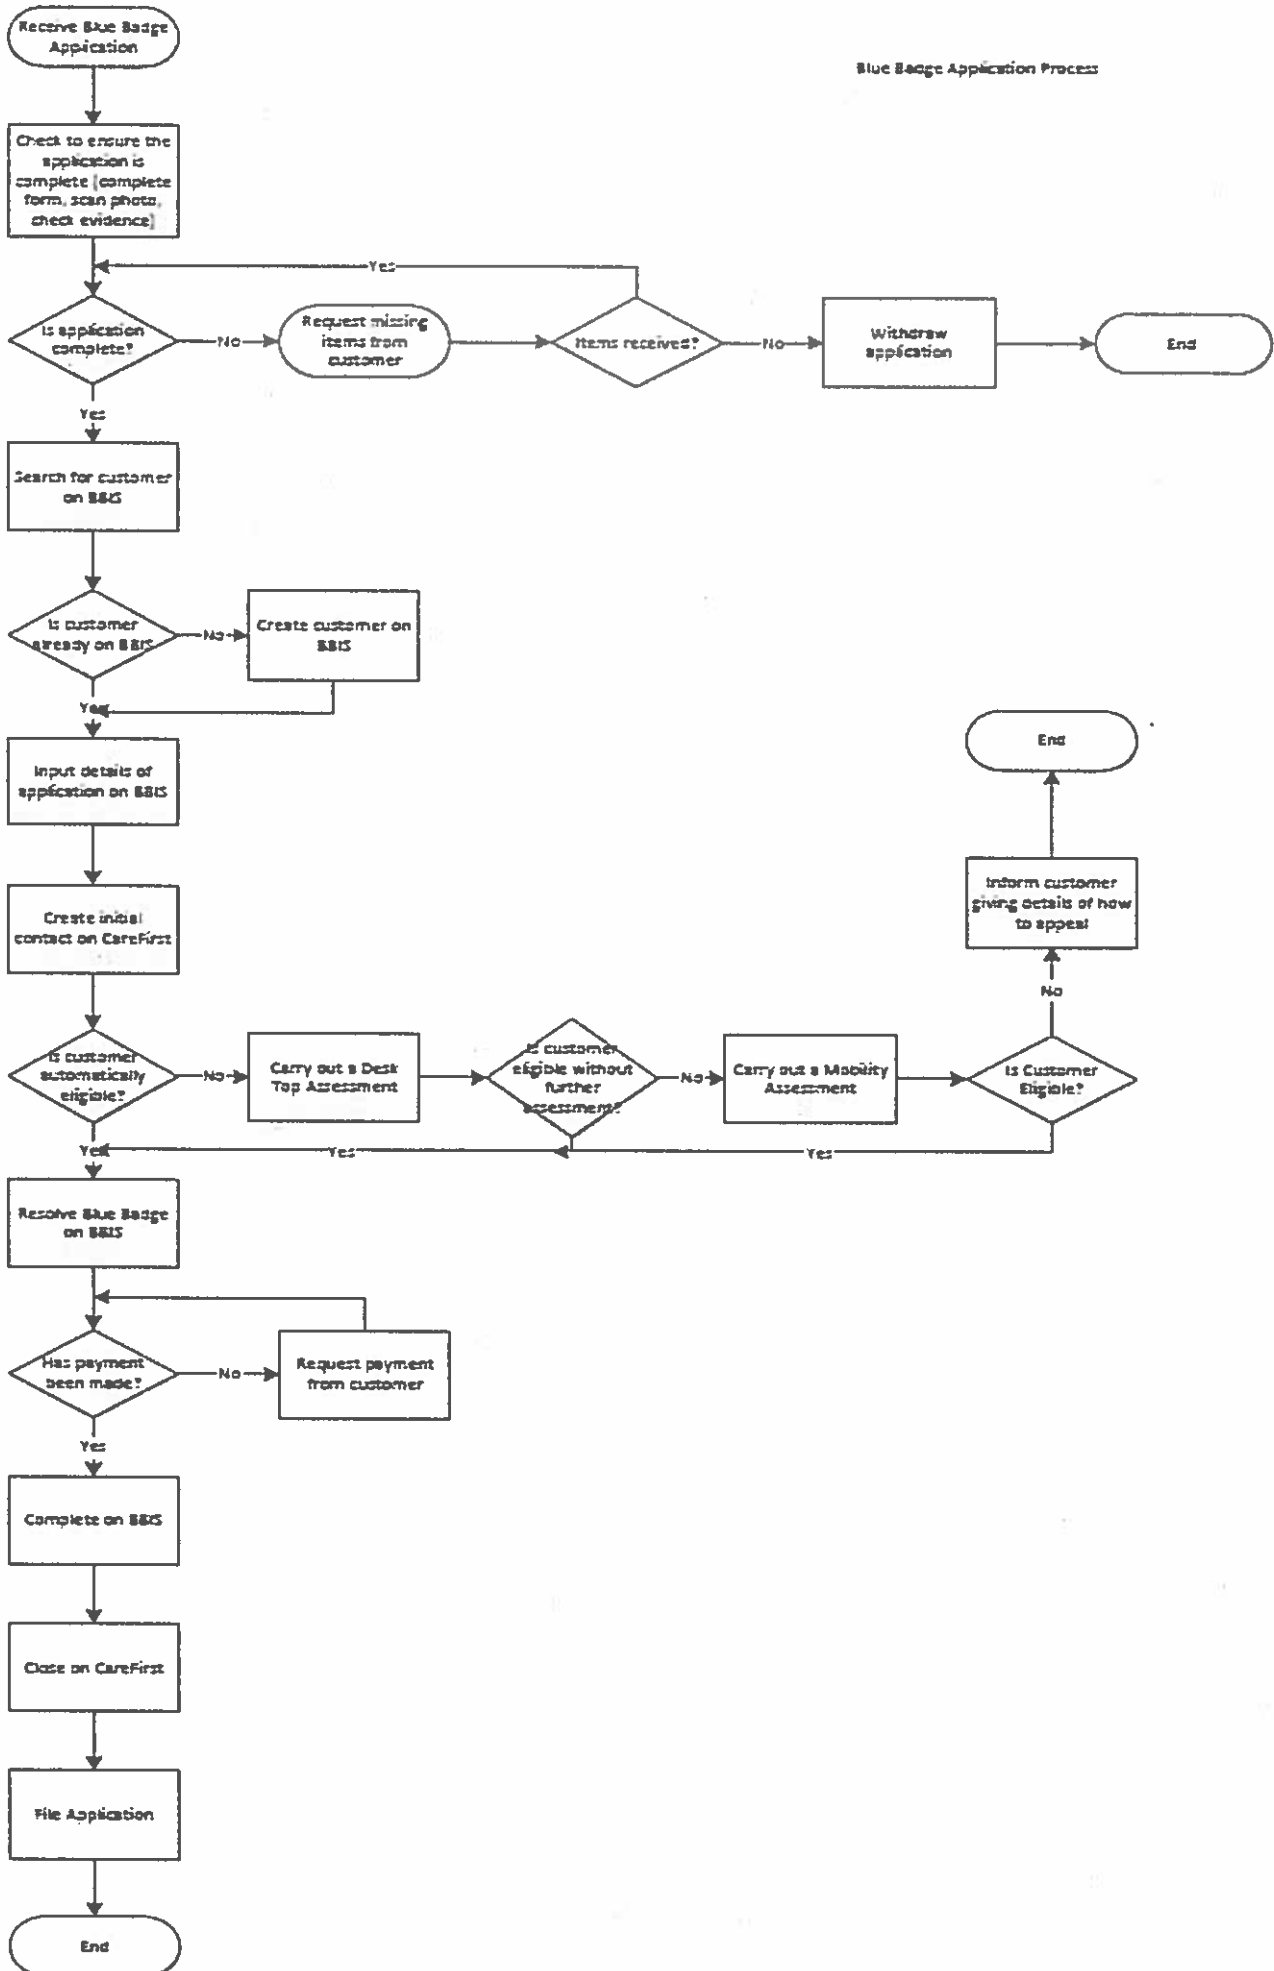 Receive Blue Badge
Application
Blue Badge Application Process
Check to ensure the
application is
complete (complete
form, scan photo,
check evidence)
Yes
Is application
complete?
No
Request missing
items from
customer
Items received?
No
Withdraw
application
End
Yes
Search for customer
on BBIS
Is customer
already on BBIS
No
Create customer on
BBIS
Yes
Input details of
application on BBIS
End
Create initial
contact on CareFirst
Inform customer
giving details of how
to appeal
No
Is customer
automatically
eligible?
No
Carry out a Desk
Top Assessment
Is customer
eligible without
further
assessment?
No
Carry out a Mobility
Assessment
Is Customer
Eligible?
Yes
Yes
Yes
Resolve Blue Badge
on BBIS
Has payment
been made?
No
Request payment
from customer
Yes
Complete on BBIS
Close on CareFirst
File Application
End